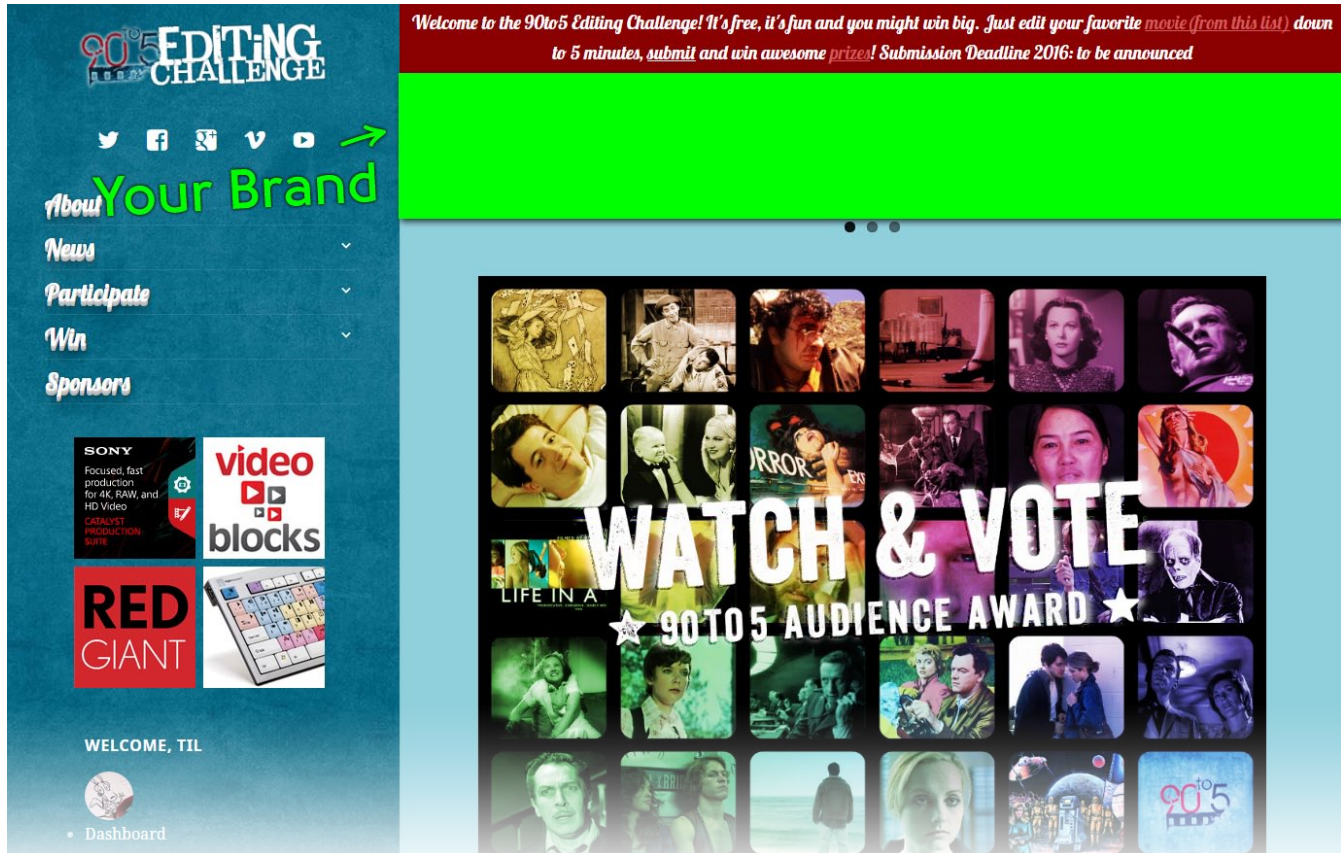 90to5 EDITING
CHALLENGE
Welcome to the 90to5 Editing Challenge! It's free, it's fun and you might win big. Just edit your favorite movie (from this list) down
to 5 minutes, submit and win awesome prizes! Submission Deadline 2016: to be announced
Your Brand
About
News
Participate
Win
Sponsors
SONY
Focused, fast
production
for 4K, RAW, and
HD Video
CATALYST
PRODUCTION
SUITE
video
blocks
RED
GIANT
WELCOME, TIL
Dashboard
HORROR
LIFE IN A
WATCH & VOTE
90TO5 AUDIENCE AWARD
90to5